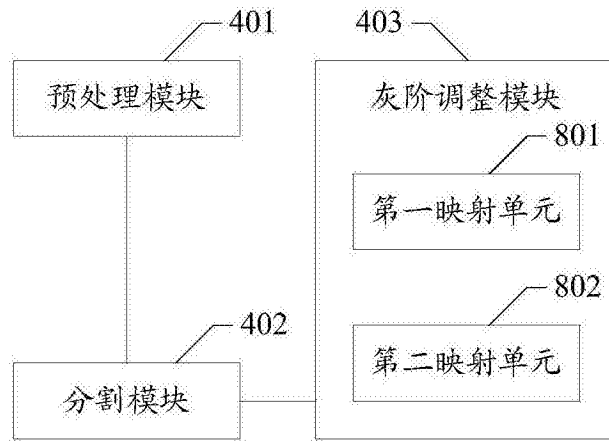 401
预处理模块
403
灰阶调整模块
801
第一映射单元
802
第二映射单元
402
分割模块